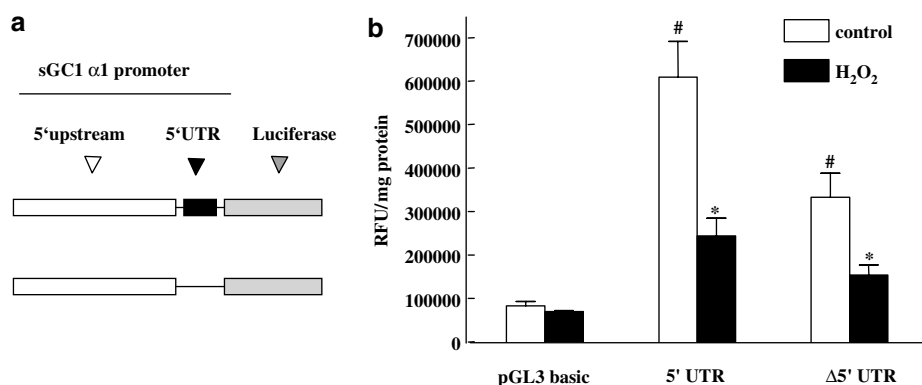 a
sGC1 α1 promoter
5‘upstream 5‘UTR Luciferase
b
RFU/mg protein
700000
600000
500000
400000
300000
200000
100000
0
# * # *
control
H₂O₂
pGL3 basic 5' UTR Δ5' UTR